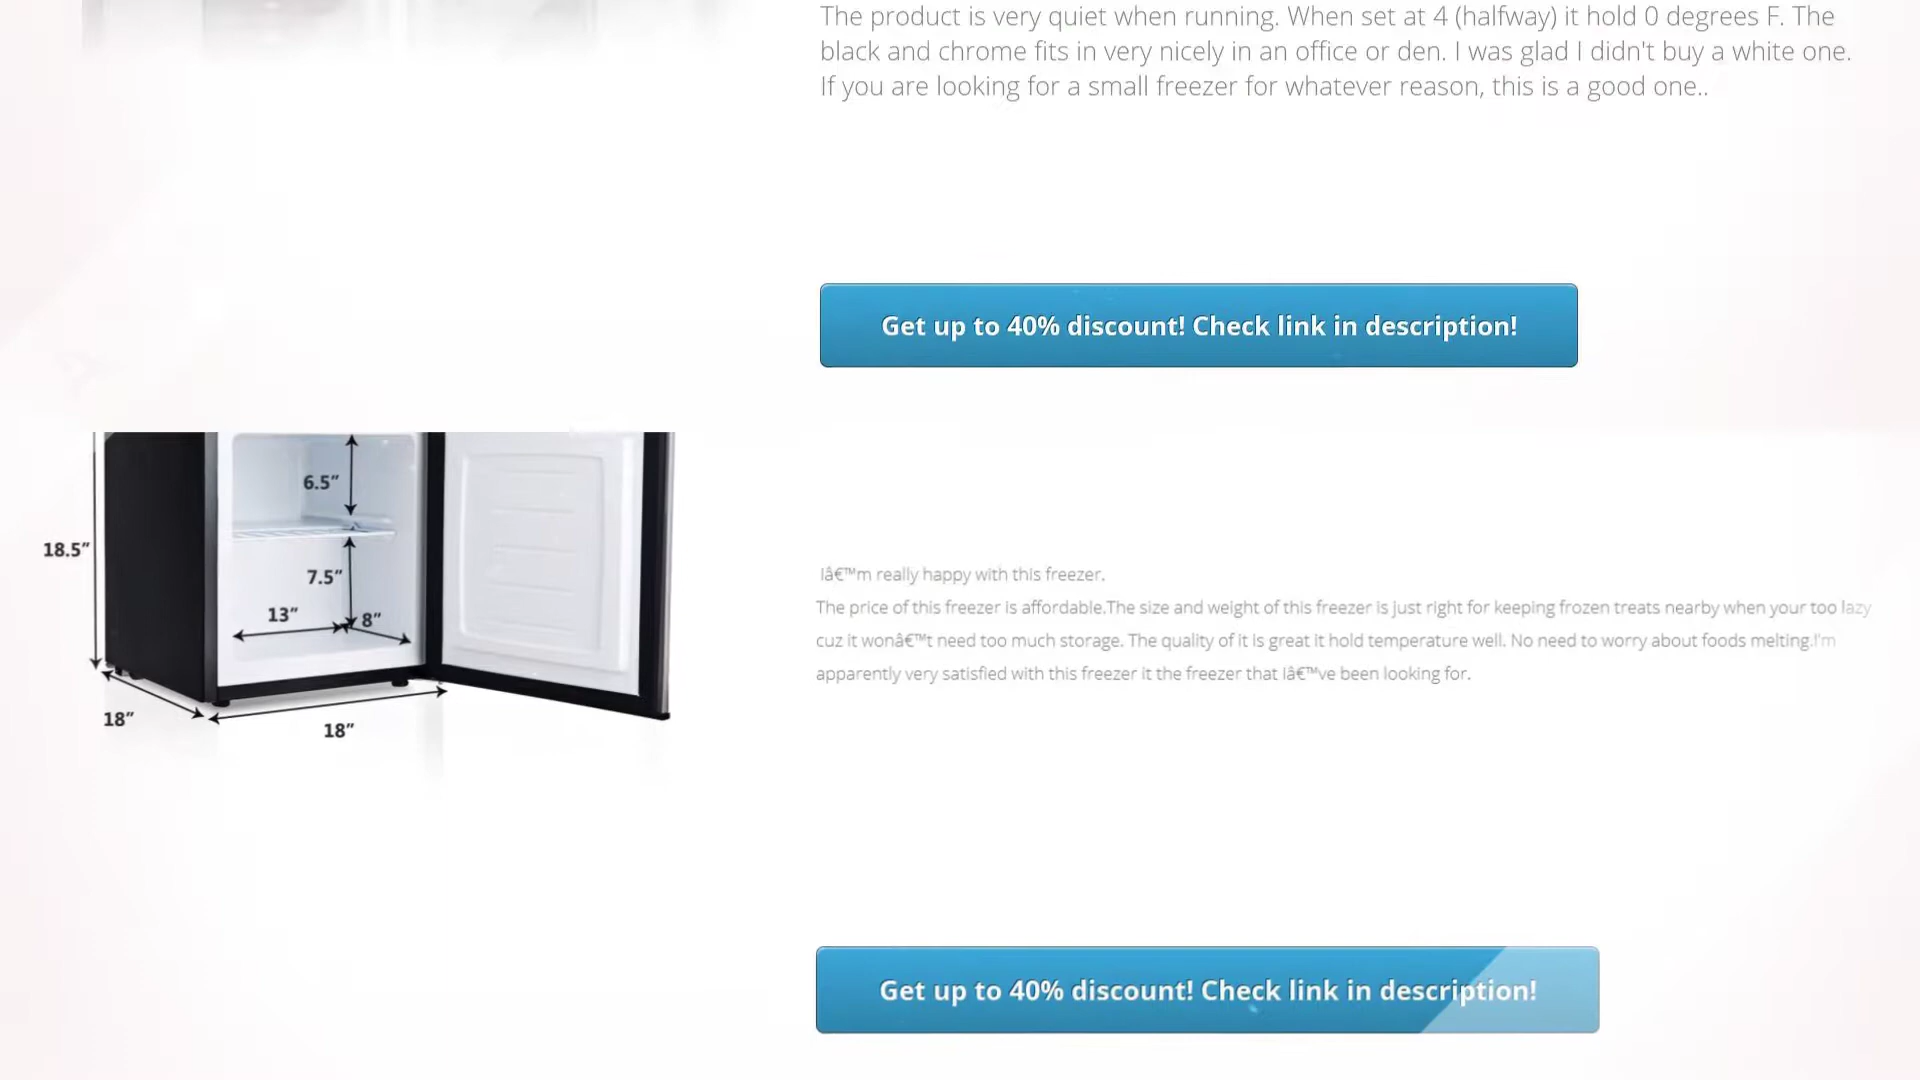 The product is very quiet when running. When set at 4 (halfway) it hold 0 degrees F. The
black and chrome fits in very nicely in an office or den. I was glad I didn't buy a white one.
If you are looking for a small freezer for whatever reason, this is a good one..
Get up to 40% discount! Check link in description!
6.5”
18.5”
7.5”
13”
8”
18”
18”
Iâ€™m really happy with this freezer.
The price of this freezer is affordable.The size and weight of this freezer is just right for keeping frozen treats nearby when your too lazy
cuz it wonâ€™t need too much storage. The quality of it is great it hold temperature well. No need to worry about foods melting.I'm
apparently very satisfied with this freezer it the freezer that Iâ€™ve been looking for.
Get up to 40% discount! Check link in description!